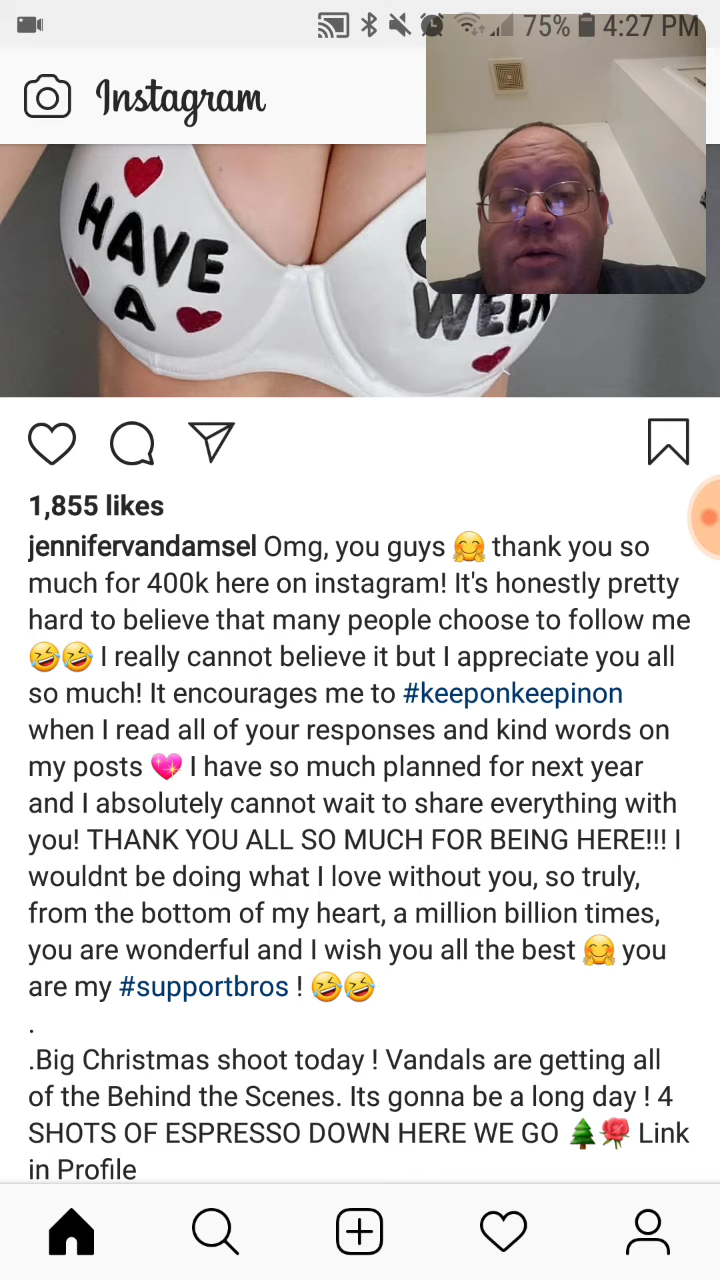 75% 4:27 PM
Instagram
HAVE
A
WEEK
1,855 likes
jennifervandamsel Omg, you guys 🤗 thank you so
much for 400k here on instagram! It's honestly pretty
hard to believe that many people choose to follow me
🤣🤣 I really cannot believe it but I appreciate you all
so much! It encourages me to #keeponkeepinon
when I read all of your responses and kind words on
my posts 💖 I have so much planned for next year
and I absolutely cannot wait to share everything with
you! THANK YOU ALL SO MUCH FOR BEING HERE!!! I
wouldnt be doing what I love without you, so truly,
from the bottom of my heart, a million billion times,
you are wonderful and I wish you all the best 🤗 you
are my #supportbros ! 🤣🤣
.
.Big Christmas shoot today ! Vandals are getting all
of the Behind the Scenes. Its gonna be a long day ! 4
SHOTS OF ESPRESSO DOWN HERE WE GO 🎄🌹 Link
in Profile